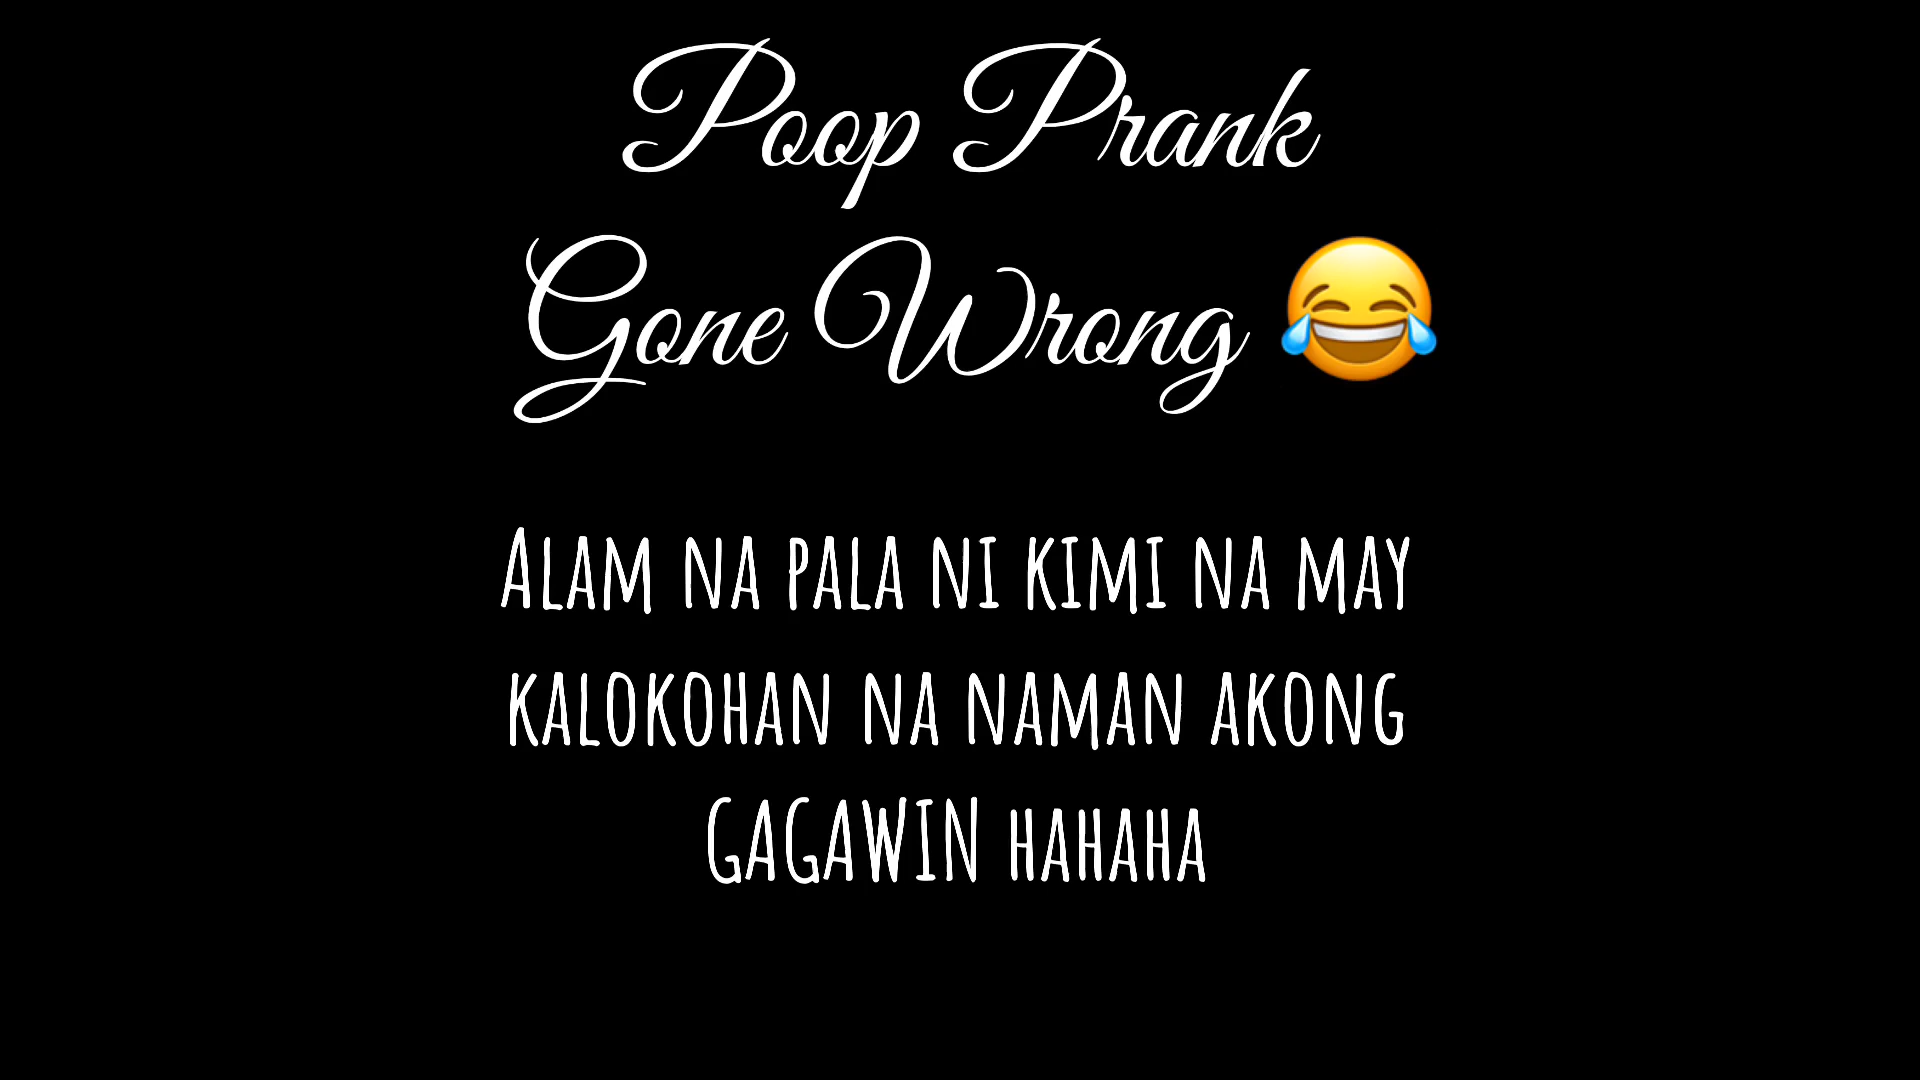 Poop Prank
Gone Wrong 😂
Alam na pala ni kimi na may
kalokohan na naman akong
GAGAWIN hahaha